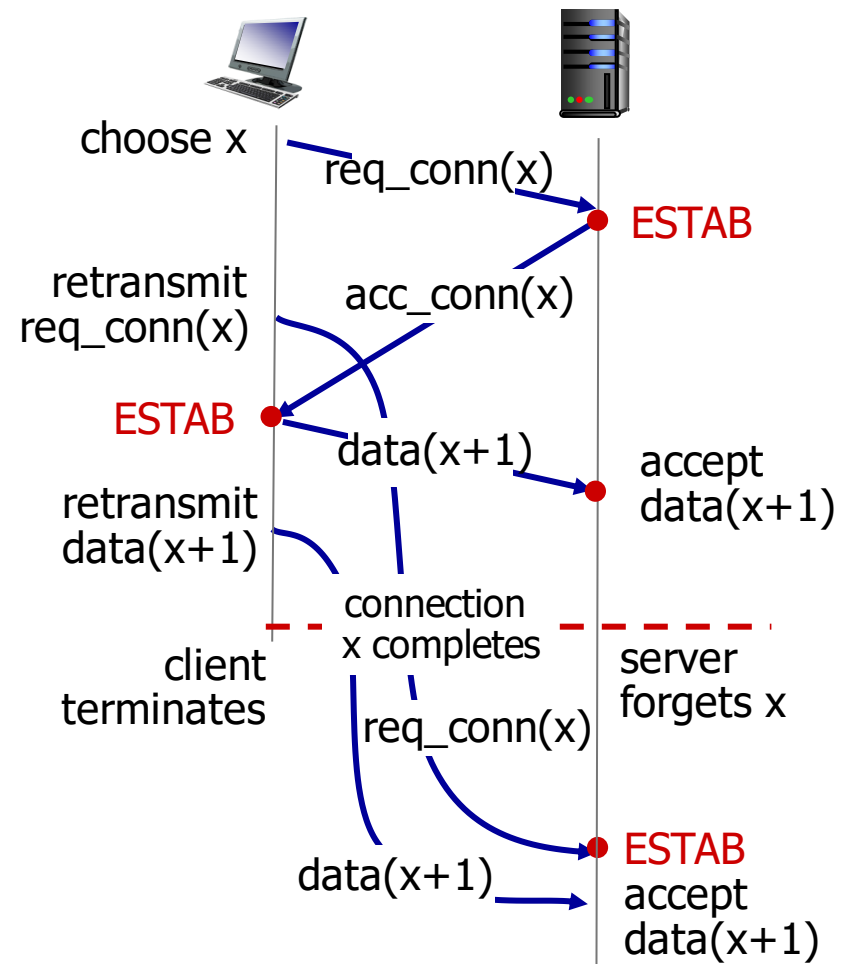 choose x
req_conn(x)
ESTAB
retransmit
req_conn(x)
acc_conn(x)
ESTAB
data(x+1)
accept
data(x+1)
retransmit
data(x+1)
connection
x completes
client
terminates
server
forgets x
req_conn(x)
data(x+1)
ESTAB
accept
data(x+1)